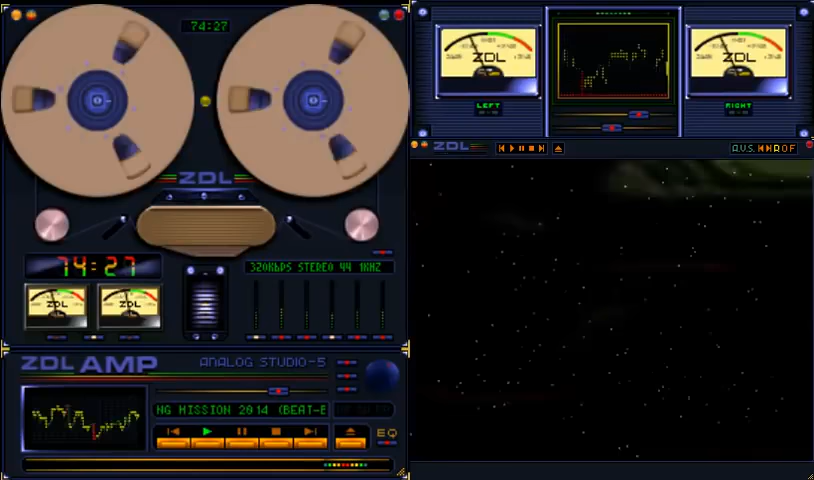 74:27
ZDL
ZDL
LEFT
RIGHT
ZDL
A.V.S.
ROF
ZDL
74:27
320KBPS STEREO 44 1KHZ
ZDL
ZDL
ZDL AMP
ANALOG STUDIO-5
NG MISSION 2014 (BEAT-B
EQ